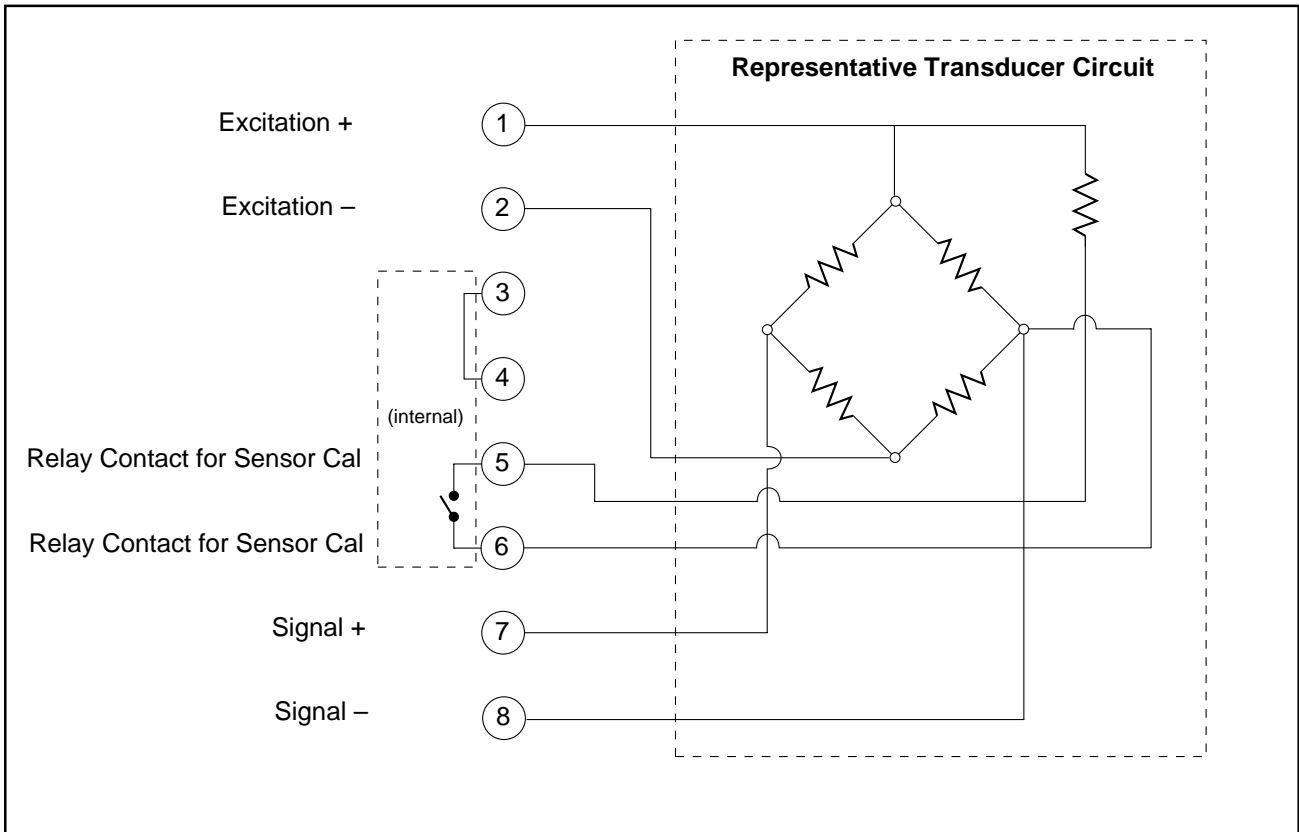 Representative Transducer Circuit
Excitation + 1
Excitation – 2
3
4
(internal)
Relay Contact for Sensor Cal 5
Relay Contact for Sensor Cal 6
Signal + 7
Signal – 8